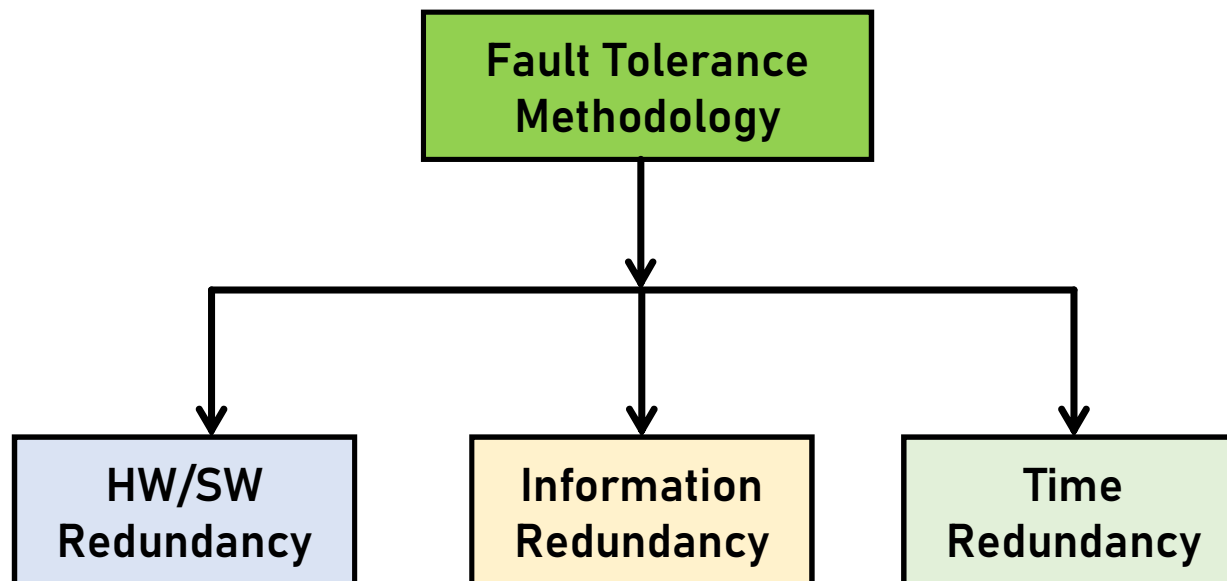 Fault Tolerance
Methodology
HW/SW
Redundancy
Information
Redundancy
Time
Redundancy